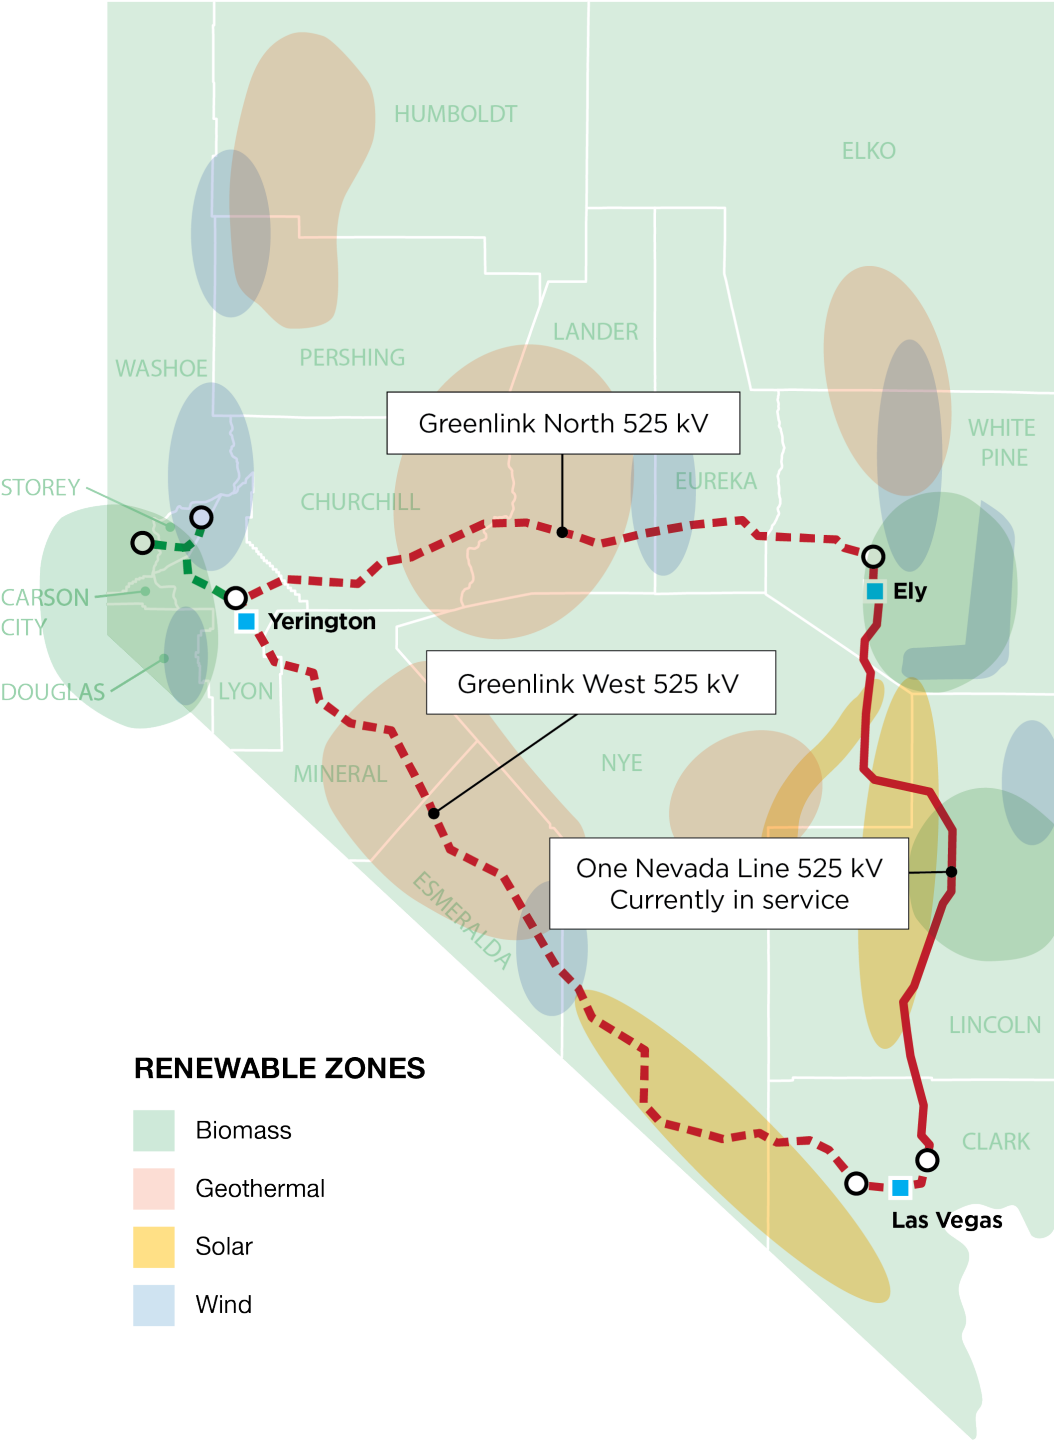 HUMBOLDT
ELKO
LANDER
PERSHING
WASHOE
Greenlink North 525 kV
WHITE
PINE
EUREKA
STOREY
CHURCHILL
CARSON
CITY
Ely
Yerington
DOUGLAS
LYON
Greenlink West 525 kV
NYE
MINERAL
One Nevada Line 525 kV
Currently in service
ESMERALDA
LINCOLN
RENEWABLE ZONES
Biomass
Geothermal
Solar
Wind
CLARK
Las Vegas